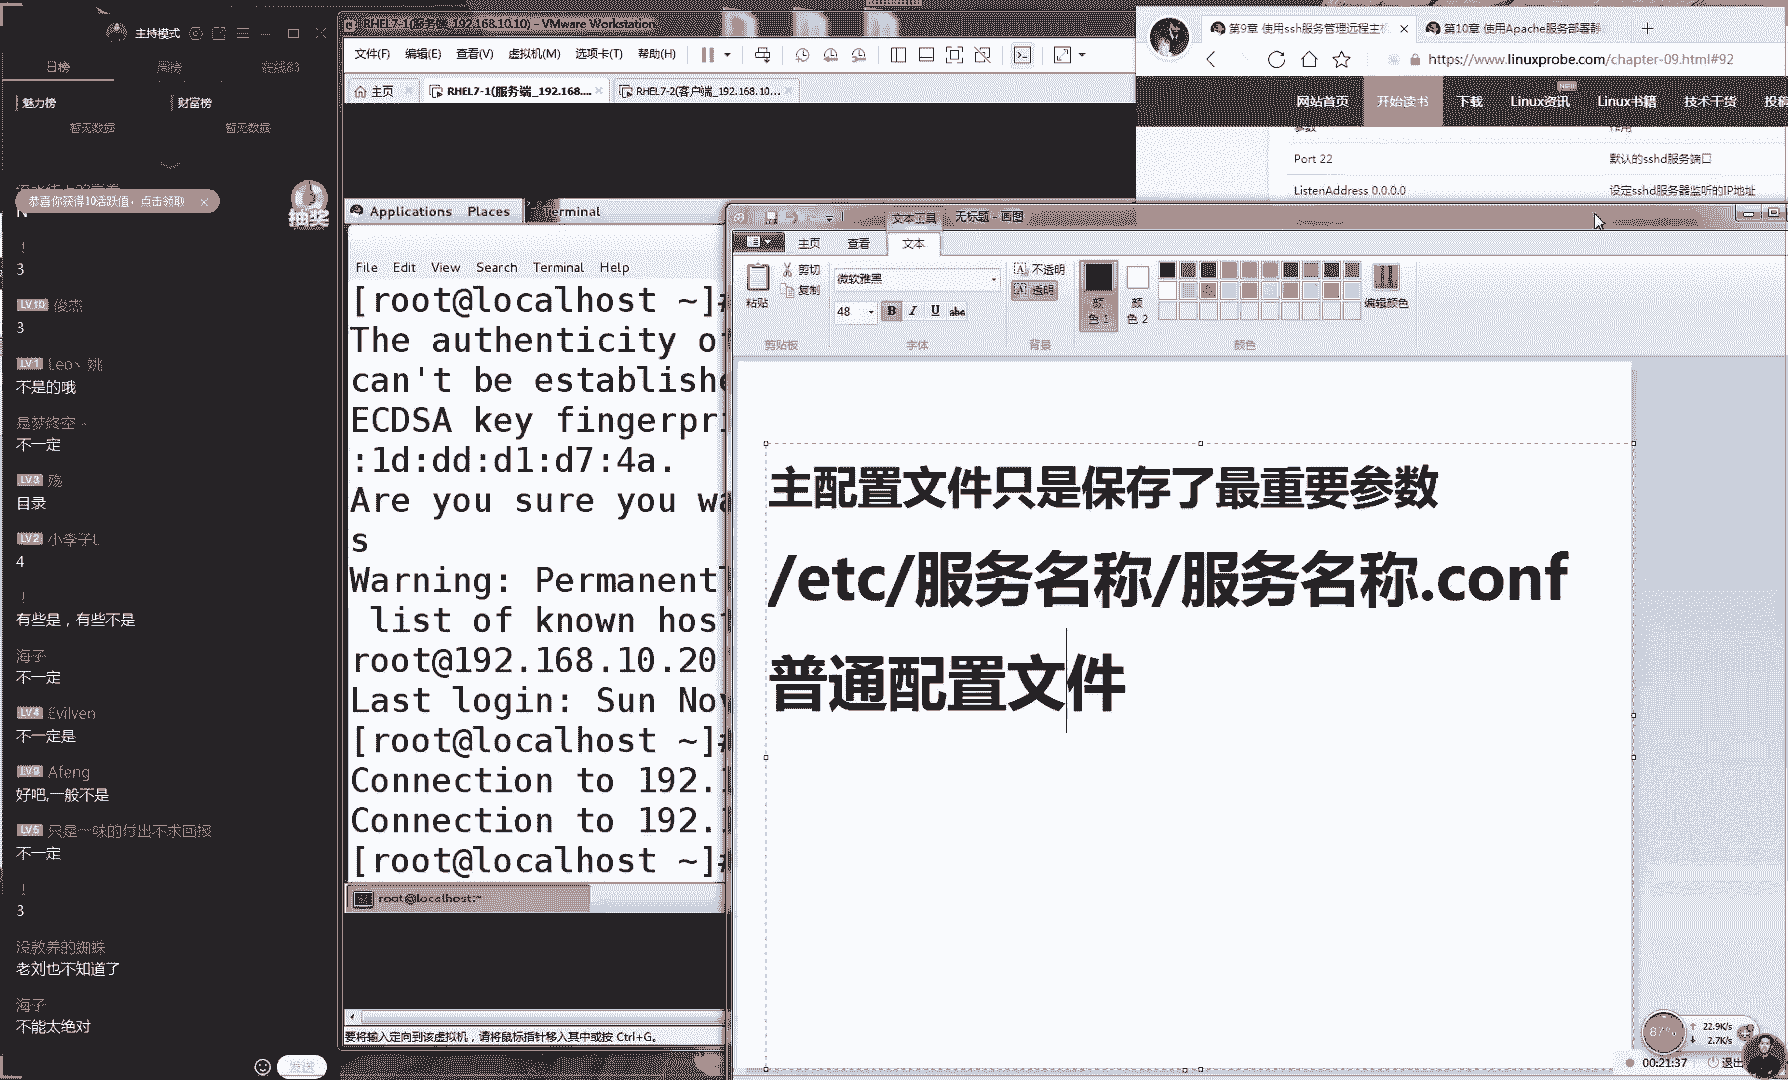 主持模式
日榜
周榜
在线83
魅力榜
财富榜
暂无数据
暂无数据
恭喜你获得10活跃值，点击领取
抽奖
！
3
LV10 俊杰
3
LV1 Leo丶姚
不是的哦
是梦终空
不一定
LV3 殇
目录
LV2 小李子L
4
！
有些是，有些不是
海子
不一定
LV4 Evilven
不一定是
LV9 Afeng
好吧,一般不是
LV5 只是一味的付出不求回报
不一定
！
3
没教养的蜘蛛
老刘也不知道了
海子
不能太绝对
发送
RHEL7-1(服务端_192.168.10.10) - VMware Workstation
文件(F) 编辑(E) 查看(V) 虚拟机(M) 选项卡(T) 帮助(H)
主页
RHEL7-1(服务端_192.168....
RHEL7-2(客户端_192.168.10...
Applications Places Terminal
File Edit View Search Terminal Help
[root@localhost ~]#
The authenticity of
can't be establishe
ECDSA key fingerpri
:1d:dd:d1:d7:4a.
Are you sure you wa
s
Warning: Permanentl
list of known host
root@192.168.10.20
Last login: Sun Nov
[root@localhost ~]#
Connection to 192.1
Connection to 192.1
[root@localhost ~]#
root@localhost:~
要将输入定向到该虚拟机，请将鼠标指针移入其中或按 Ctrl+G。
第9章 使用ssh服务管理远程主机
第10章 使用Apache服务部署静
https://www.linuxprobe.com/chapter-09.html#92
网站首页 开始读书 下载 Linux资讯 New Linux书籍 技术干货 投稿
参数 作用
Port 22 默认的sshd服务端口
ListenAddress 0.0.0.0 设定sshd服务器监听的IP地址
文本工具 无标题 - 画图
主页 查看 文本
粘贴
剪切
复制
剪贴板
微软雅黑
48
B I U abc
字体
不透明
透明
背景
颜色 1
颜色 2
颜色
编辑颜色
主配置文件只是保存了最重要参数
/etc/服务名称/服务名称.conf
普通配置文件
87%
22.9K/s
2.7K/s
00:21:37
退出